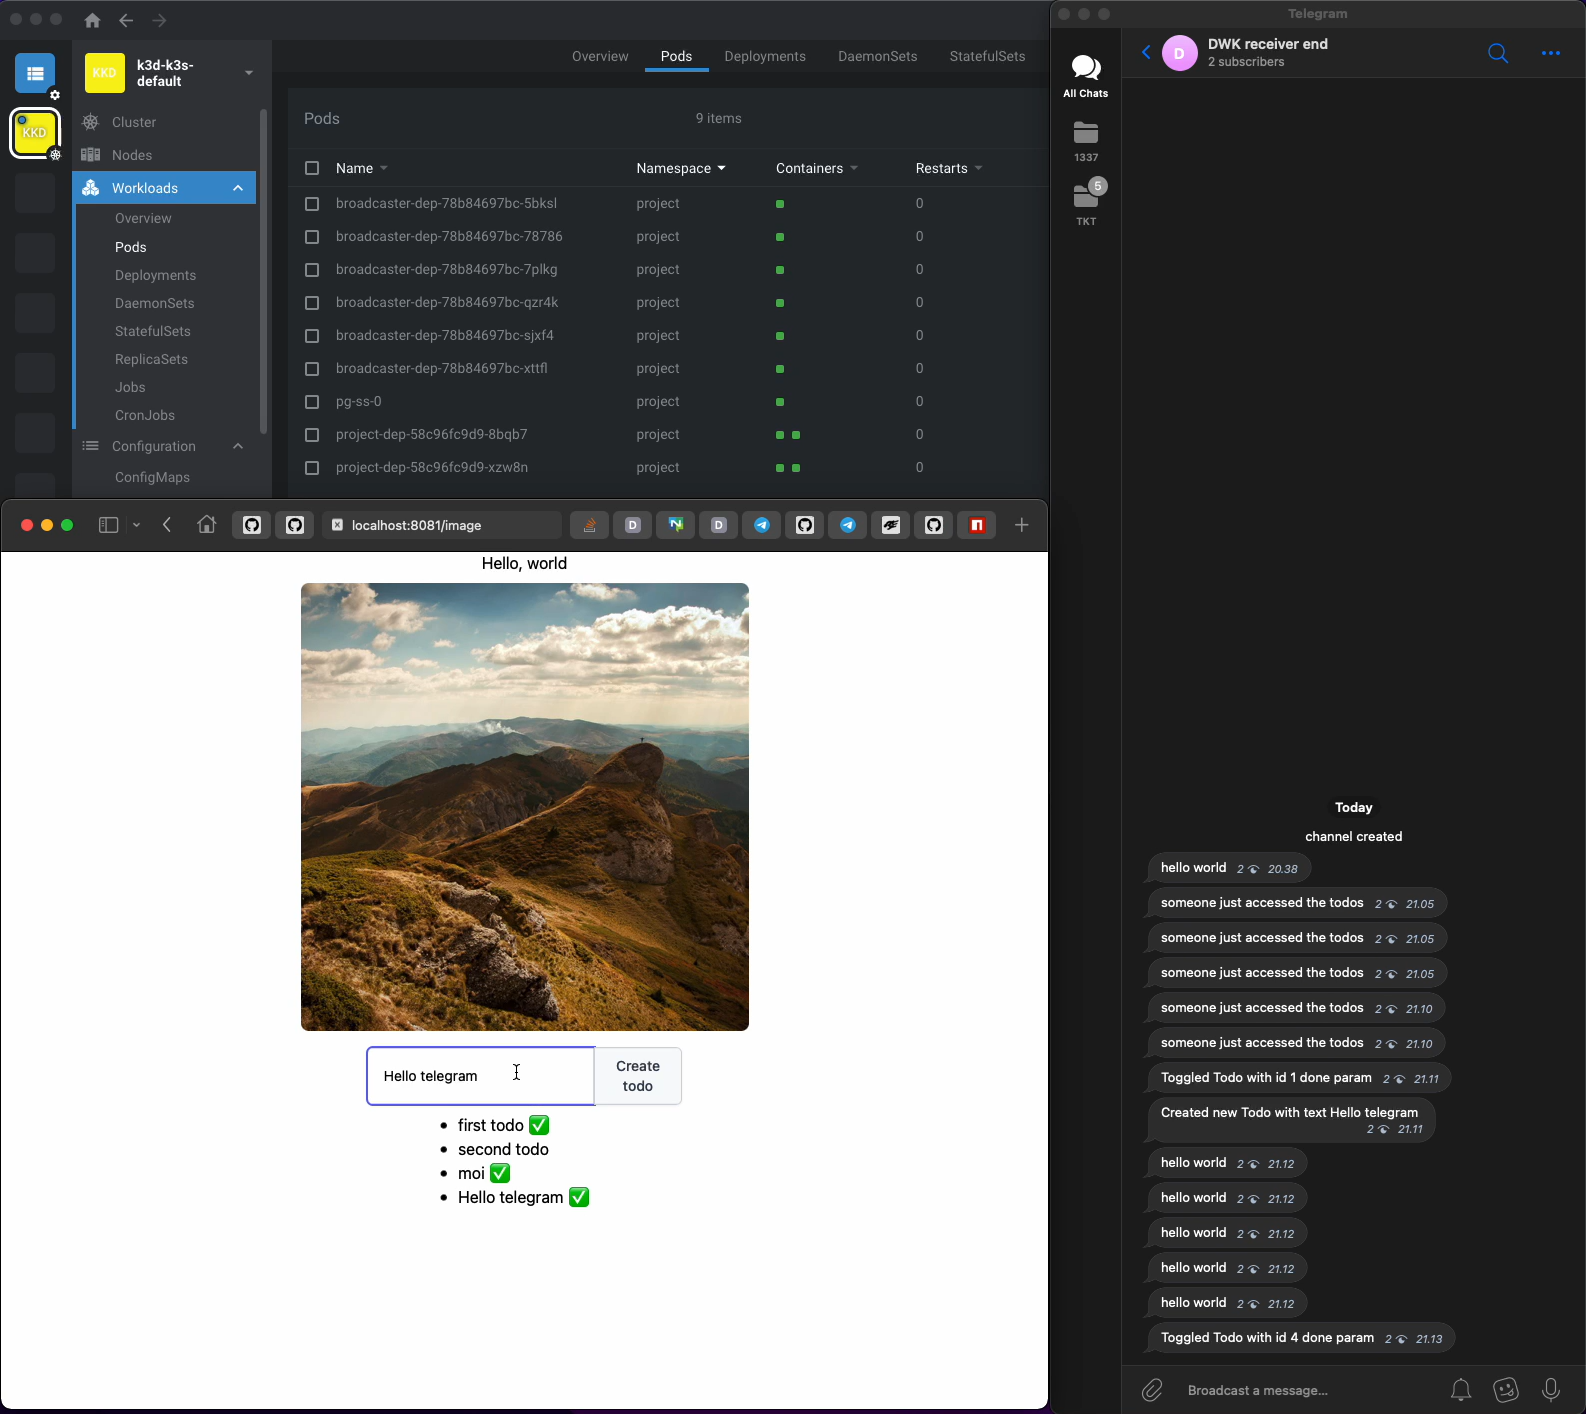 KKD
k3d-k3s-
default
KKD
Cluster
Nodes
Workloads
Overview
Pods
Deployments
DaemonSets
StatefulSets
ReplicaSets
Jobs
CronJobs
Configuration
ConfigMaps
Overview Pods Deployments DaemonSets StatefulSets
Pods 9 items
Name Namespace Containers Restarts
broadcaster-dep-78b84697bc-5bksl project 0
broadcaster-dep-78b84697bc-78786 project 0
broadcaster-dep-78b84697bc-7plkg project 0
broadcaster-dep-78b84697bc-qzr4k project 0
broadcaster-dep-78b84697bc-sjxf4 project 0
broadcaster-dep-78b84697bc-xttfl project 0
pg-ss-0 project 0
project-dep-58c96fc9d9-8bqb7 project 0
project-dep-58c96fc9d9-xzw8n project 0
localhost:8081/image
D D
Hello, world
Hello telegram
Create
todo
first todo ✅
second todo
moi ✅
Hello telegram ✅
Telegram
All Chats
1337
5
TKT
D
DWK receiver end
2 subscribers
Today
channel created
hello world 2 20.38
someone just accessed the todos 2 21.05
someone just accessed the todos 2 21.05
someone just accessed the todos 2 21.05
someone just accessed the todos 2 21.10
someone just accessed the todos 2 21.10
Toggled Todo with id 1 done param 2 21.11
Created new Todo with text Hello telegram
2 21.11
hello world 2 21.12
hello world 2 21.12
hello world 2 21.12
hello world 2 21.12
hello world 2 21.12
Toggled Todo with id 4 done param 2 21.13
Broadcast a message...